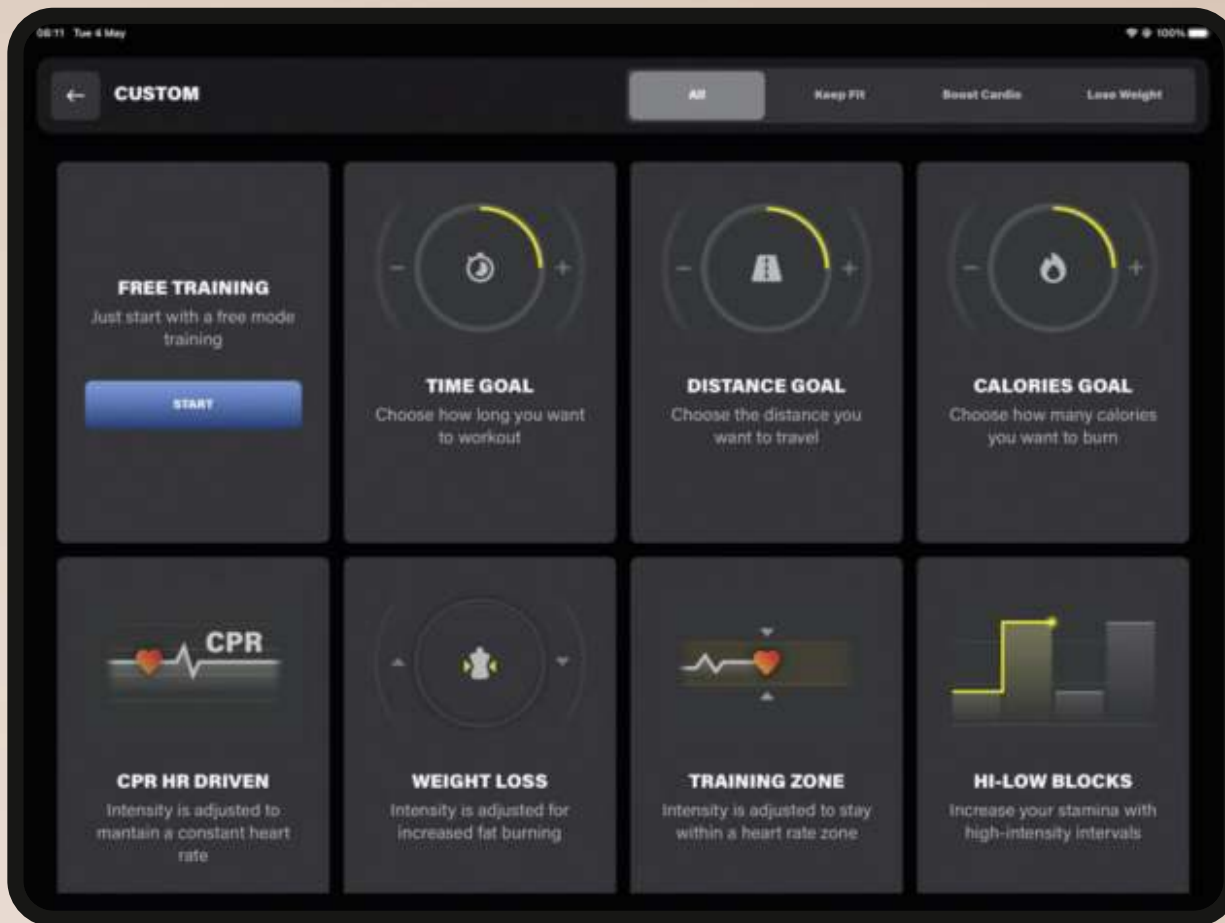 08:11 Tue 4 May
100%
CUSTOM
All
Keep Fit
Boost Cardio
Lose Weight
FREE TRAINING
Just start with a free mode
training
START
TIME GOAL
Choose how long you want
to workout
DISTANCE GOAL
Choose the distance you
want to travel
CALORIES GOAL
Choose how many calories
you want to burn
CPR
CPR HR DRIVEN
Intensity is adjusted to
mantain a constant heart
rate
WEIGHT LOSS
Intensity is adjusted for
increased fat burning
TRAINING ZONE
Intensity is adjusted to stay
within a heart rate zone
HI-LOW BLOCKS
Increase your stamina with
high-intensity intervals